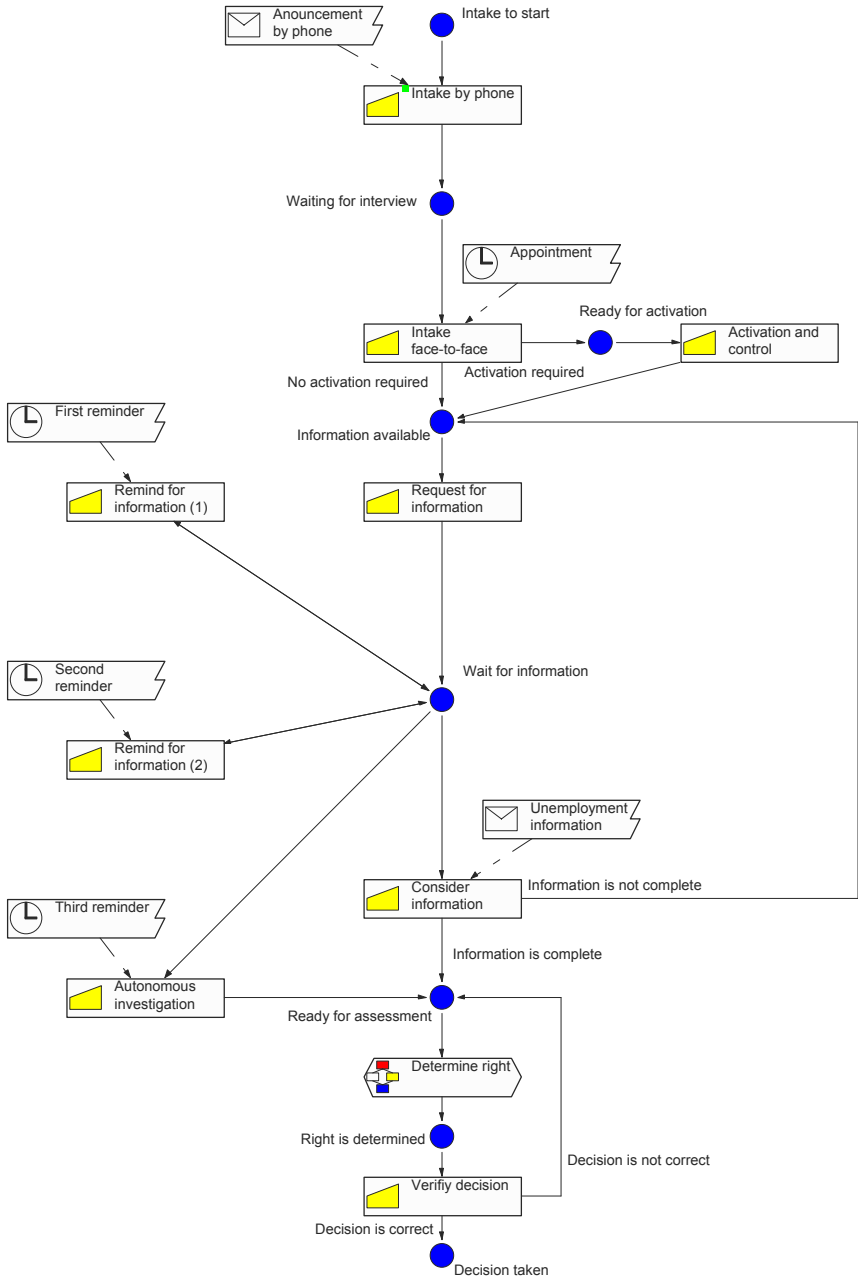 Anouncement
by phone
Intake to start
Intake by phone
Waiting for interview
Appointment
Ready for activation
Intake
face-to-face
Activation and
control
Activation required
No activation required
First reminder
Information available
Remind for
information (1)
Request for
information
Second
reminder
Wait for information
Remind for
information (2)
Unemployment
information
Consider
information
Information is not complete
Third reminder
Information is complete
Autonomous
investigation
Ready for assessment
Determine right
Right is determined
Decision is not correct
Verifiy decision
Decision is correct
Decision taken